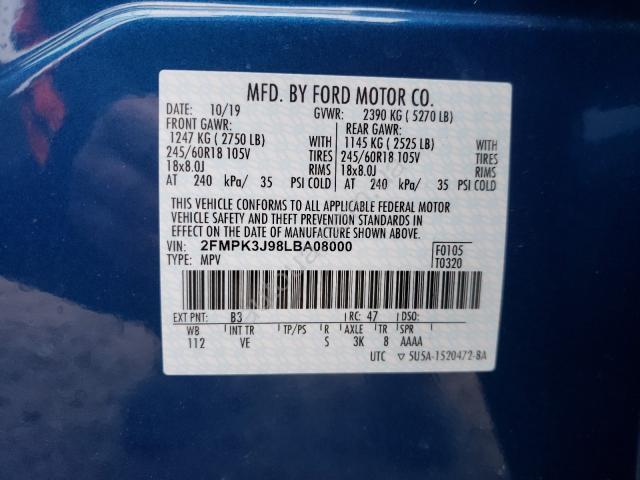 MFD. BY FORD MOTOR CO.
DATE: 10/19 GVWR: 2390 KG ( 5270 LB)
FRONT GAWR: REAR GAWR:
1247 KG ( 2750 LB) WITH 1145 KG ( 2525 LB) WITH
245/60R18 105V TIRES 245/60R18 105V TIRES
18x8.0J RIMS 18x8.0J RIMS
AT 240 kPa/ 35 PSI COLD AT 240 kPa/ 35 PSI COLD
THIS VEHICLE CONFORMS TO ALL APPLICABLE FEDERAL MOTOR
VEHICLE SAFETY AND THEFT PREVENTION STANDARDS IN
EFFECT ON THE DATE OF MANUFACTURE SHOWN ABOVE.
VIN: 2FMPK3J98LBA08000 F0105
TYPE: MPV T0320
EXT PNT: B3 RC: 47 DSO:
WB INT TR TP/PS R AXLE TR SPR
112 VE S 3K 8 AAAA
UTC ▽ 5U5A-1520472-BA